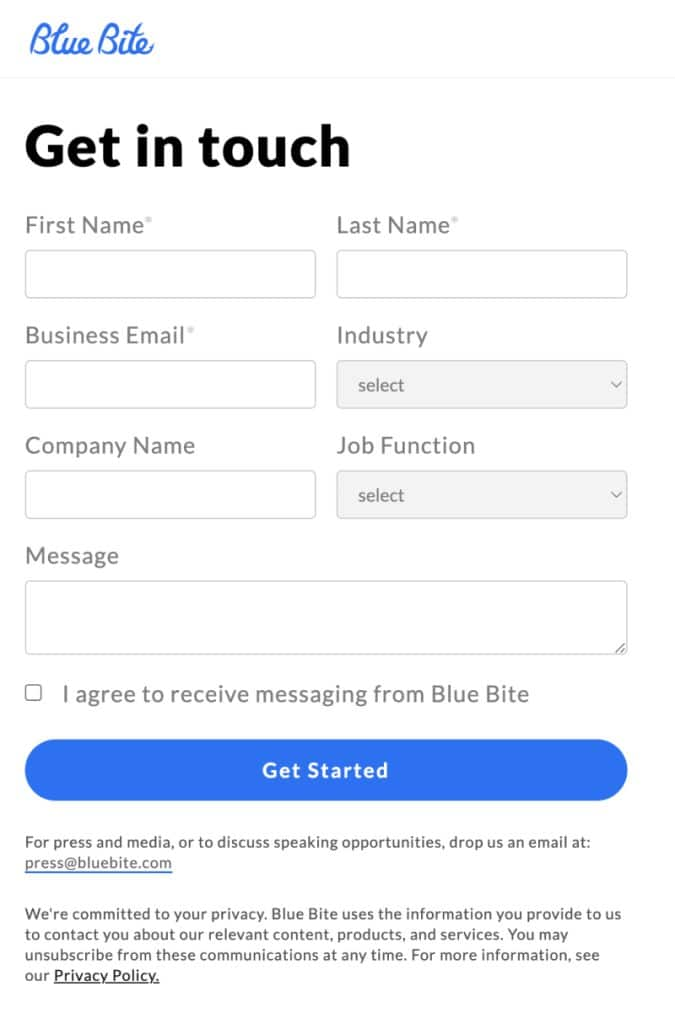 Blue Bite
Get in touch
First Name*
Last Name*
Business Email*
Industry
select
Company Name
Job Function
select
Message
I agree to receive messaging from Blue Bite
Get Started
For press and media, or to discuss speaking opportunities, drop us an email at:
press@bluebite.com
We're committed to your privacy. Blue Bite uses the information you provide to us
to contact you about our relevant content, products, and services. You may
unsubscribe from these communications at any time. For more information, see
our Privacy Policy.